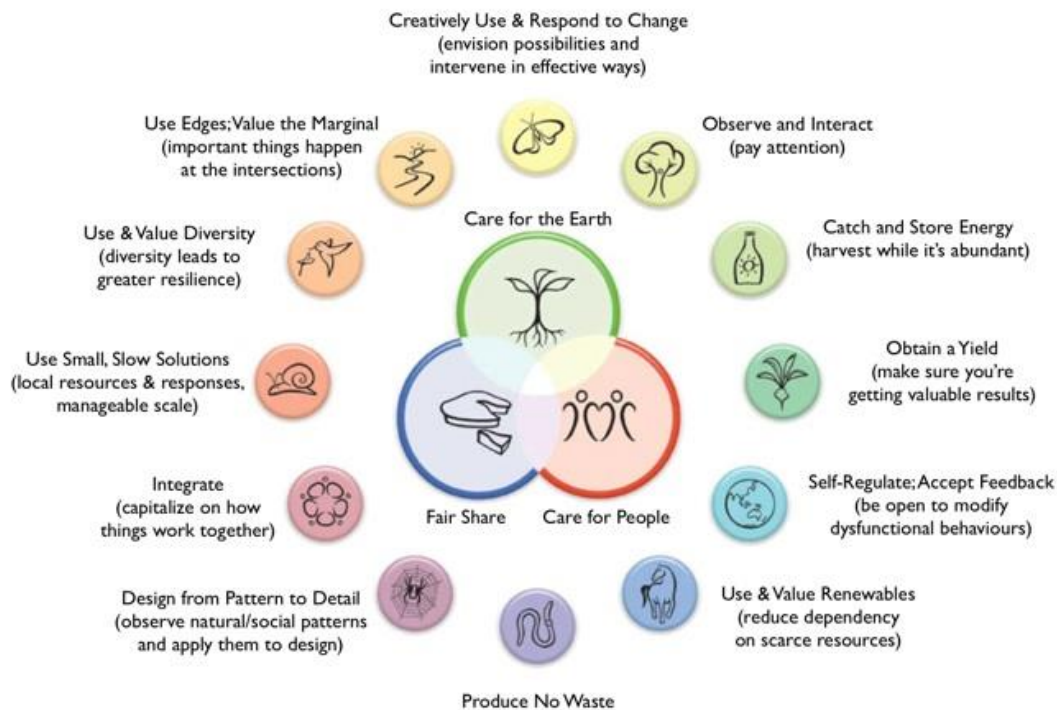 Creatively Use & Respond to Change
(envision possibilities and
intervene in effective ways)
Observe and Interact
(pay attention)
Catch and Store Energy
(harvest while it's abundant)
Obtain a Yield
(make sure you're
getting valuable results)
Self-Regulate; Accept Feedback
(be open to modify
dysfunctional behaviours)
Use & Value Renewables
(reduce dependency
on scarce resources)
Produce No Waste
Design from Pattern to Detail
(observe natural/social patterns
and apply them to design)
Integrate
(capitalize on how
things work together)
Use Small, Slow Solutions
(local resources & responses,
manageable scale)
Use & Value Diversity
(diversity leads to
greater resilience)
Use Edges; Value the Marginal
(important things happen
at the intersections)
Care for the Earth
Fair Share
Care for People